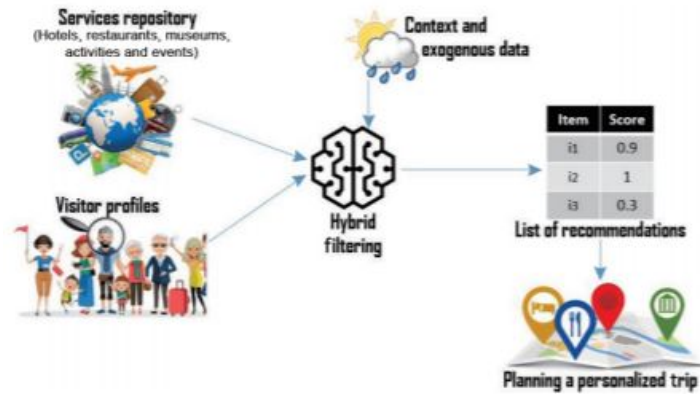 Services repository
(Hotels, restaurants, museums,
activities and events)
Context and
exogenous data
Visitor profiles
Hybrid
filtering
Item Score
i1 0.9
i2 1
i3 0.3
List of recommendations
Planning a personalized trip